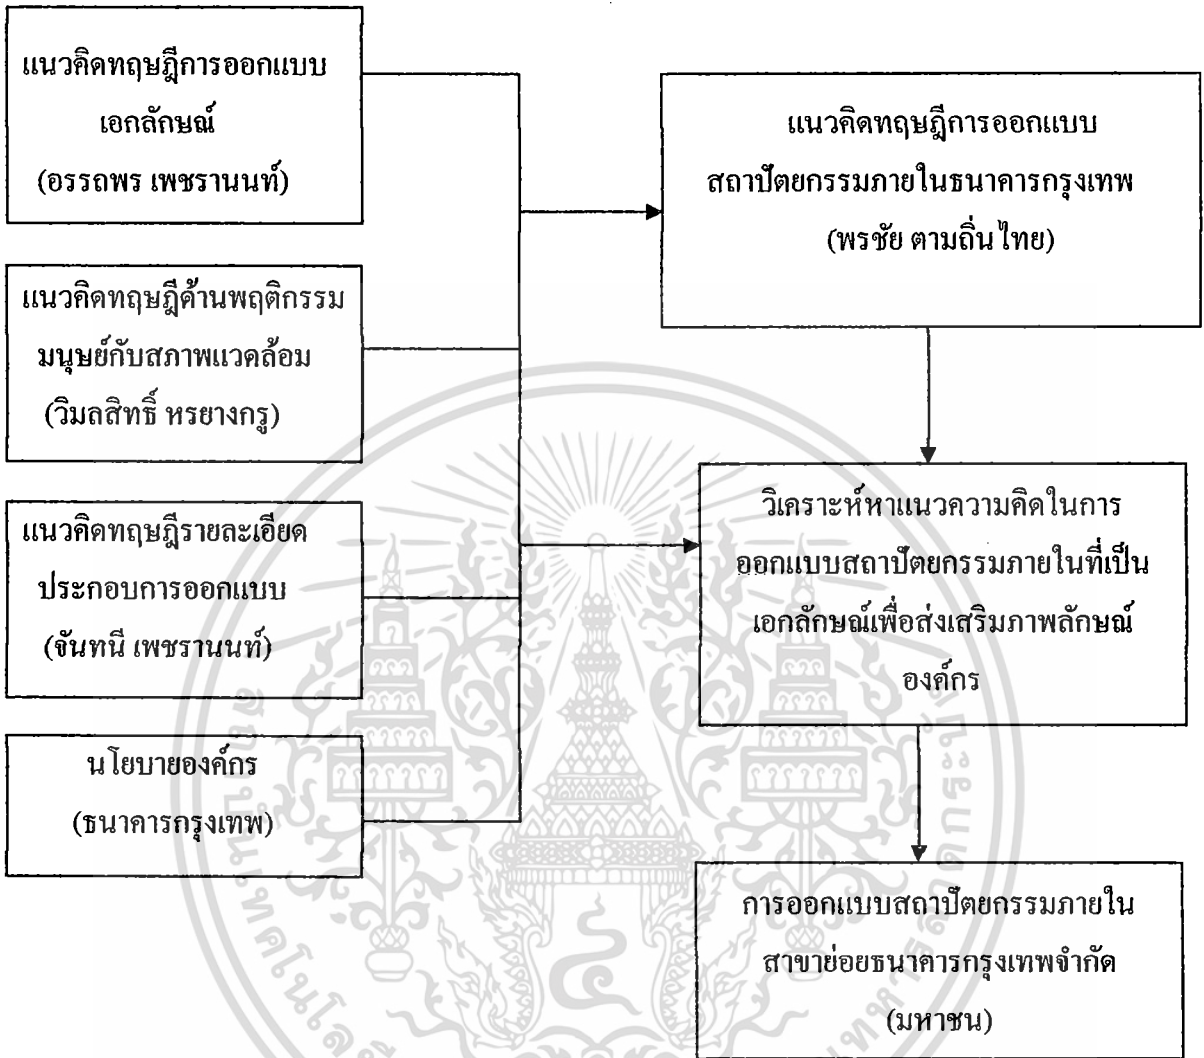 แนวคิดทฤษฎีการออกแบบ
เอกลักษณ์
(อรรถพร เพชรานนท์)
แนวคิดทฤษฎีด้านพฤติกรรม
มนุษย์กับสภาพแวดล้อม
(วิมลสิทธิ์ หรยางกรู)
แนวคิดทฤษฎีรายละเอียด
ประกอบการออกแบบ
(จันทนี เพชรานนท์)
นโยบายองค์กร
(ธนาคารกรุงเทพ)
แนวคิดทฤษฎีการออกแบบ
สถาปัตยกรรมภายในธนาคารกรุงเทพ
(พรชัย ตามถิ่นไทย)
วิเคราะห์หาแนวความคิดในการ
ออกแบบสถาปัตยกรรมภายในที่เป็น
เอกลักษณ์เพื่อส่งเสริมภาพลักษณ์
องค์กร
การออกแบบสถาปัตยกรรมภายใน
สาขาย่อยธนาคารกรุงเทพจำกัด
(มหาชน)